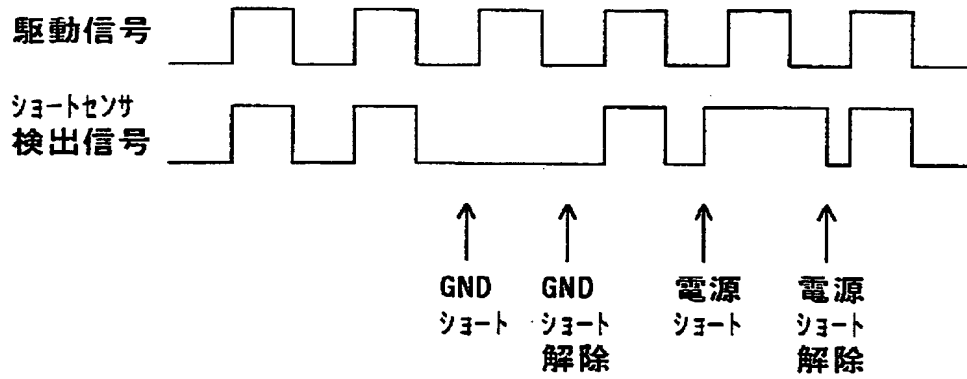 駆動信号
ショートセンサ
検出信号
GND
ショート
GND
ショート
解除
電源
ショート
電源
ショート
解除